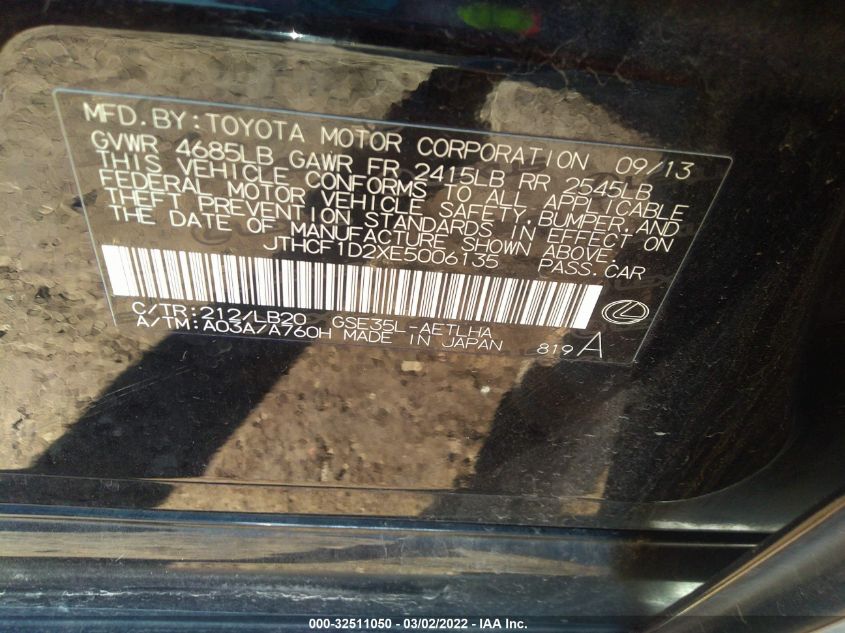 MFD.BY:TOYOTA MOTOR CORPORATION 09/13
GVWR 4685LB GAWR FR 2415LB RR 2545LB
THIS VEHICLE CONFORMS TO ALL APPLICABLE
FEDERAL MOTOR VEHICLE SAFETY,BUMPER,AND
THEFT PREVENTION STANDARDS IN EFFECT ON
THE DATE OF MANUFACTURE SHOWN ABOVE.
JTHCF1D2XE5006135 PASS.CAR
C/TR:212/LB20 GSE35L-AETLHA
A/TM:A03A/A760H MADE IN JAPAN 819A
000-32511050 - 03/02/2022 - IAA Inc.